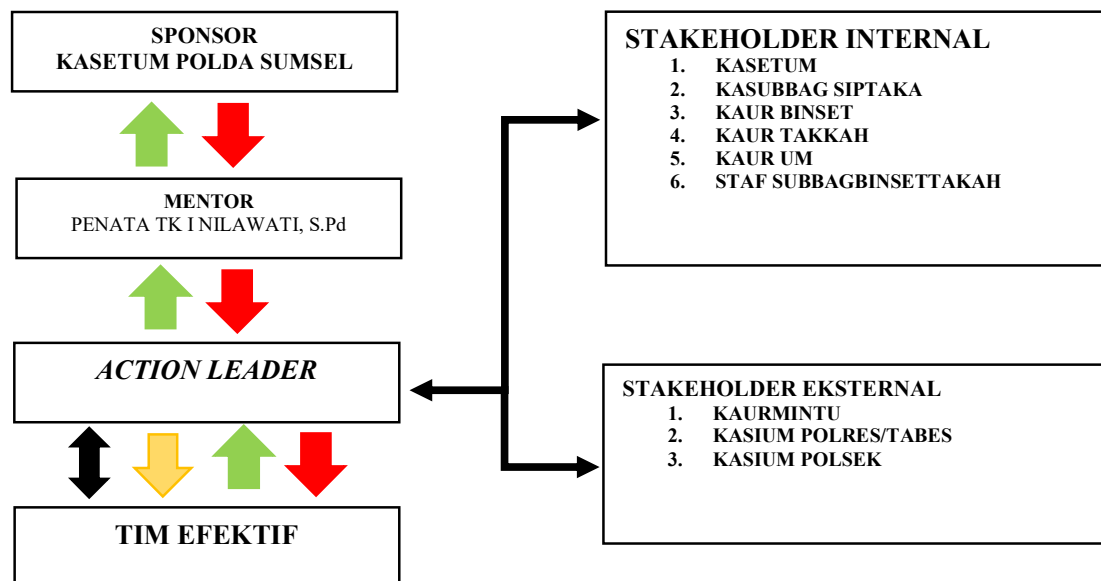 SPONSOR
KASETUM POLDA SUMSEL
MENTOR
PENATA TK I NILAWATI, S.Pd
ACTION LEADER
TIM EFEKTIF
STAKEHOLDER INTERNAL
1. KASETUM
2. KASUBBAG SIPTAKA
3. KAUR BINSET
4. KAUR TAKKAH
5. KAUR UM
6. STAF SUBBAGBINSETTAKAH
STAKEHOLDER EKSTERNAL
1. KAURMINTU
2. KASIUM POLRES/TABES
3. KASIUM POLSEK